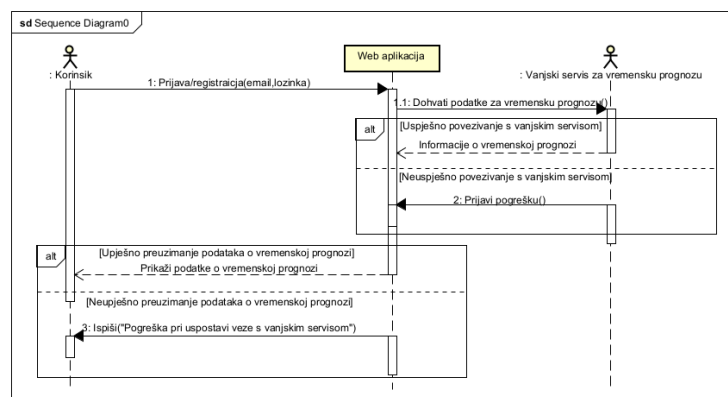 sd Sequence Diagram0
Web aplikacija
: Korinsik
: Vanjski servis za vremensku prognozu
1: Prijava/registraicja(email,lozinka)
1.1: Dohvati podatke za vremensku prognozu()
alt
[Uspješno povezivanje s vanjskim servisom]
Informacije o vremenskoj prognozi
[Neuspješno povezivanje s vanjskim servisom]
2: Prijavi pogrešku()
alt
[Upješno preuzimanje podataka o vremenskoj prognozi]
Prikaži podatke o vremenskoj prognozi
[Neupješno preuzimanje podataka o vremenskoj prognozi]
3: Ispiši("Pogreška pri uspostavi veze s vanjskim servisom")